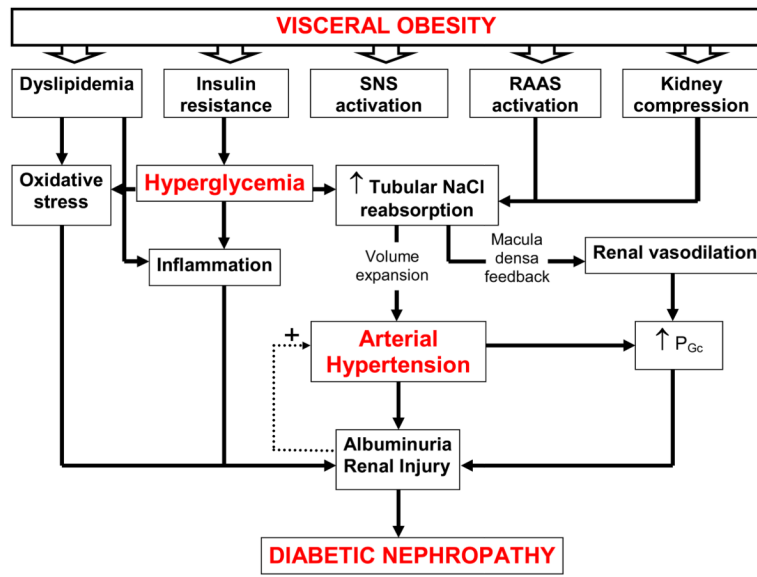 VISCERAL OBESITY
Dyslipidemia
Insulin
resistance
SNS
activation
RAAS
activation
Kidney
compression
Oxidative
stress
Hyperglycemia
↑ Tubular NaCl
reabsorption
Inflammation
Volume
expansion
Macula
densa
feedback
Renal vasodilation
+
Arterial
Hypertension
↑ PGc
Albuminuria
Renal Injury
DIABETIC NEPHROPATHY